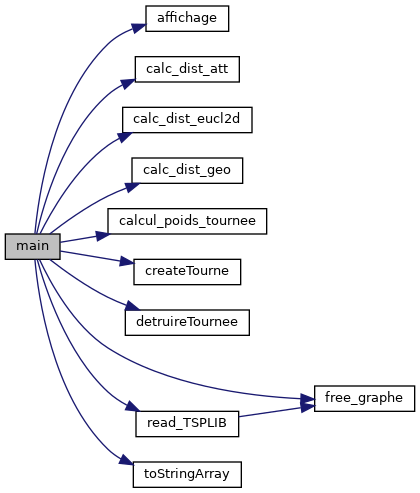 affichage
calc_dist_att
calc_dist_eucl2d
calc_dist_geo
calcul_poids_tournee
main
createTourne
detruireTournee
free_graphe
read_TSPLIB
toStringArray